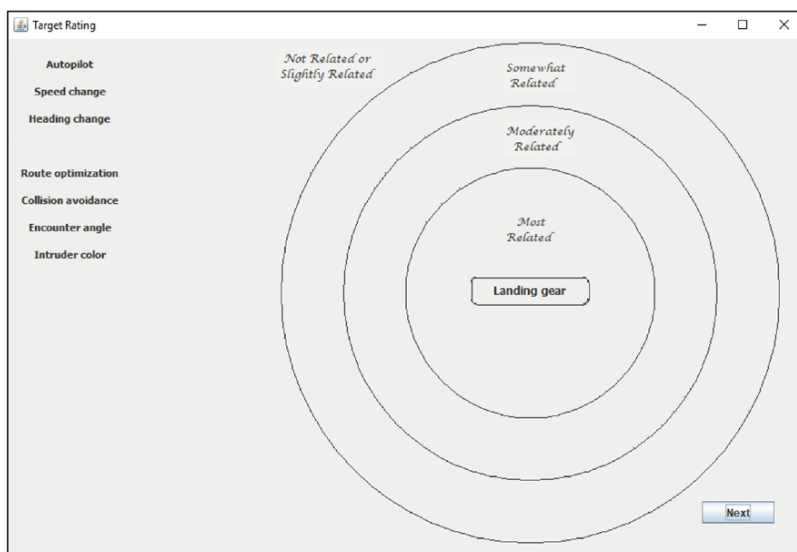 Target Rating
Autopilot
Speed change
Heading change
Route optimization
Collision avoidance
Encounter angle
Intruder color
Not Related or
Slightly Related
Somewhat
Related
Moderately
Related
Most
Related
Landing gear
Next